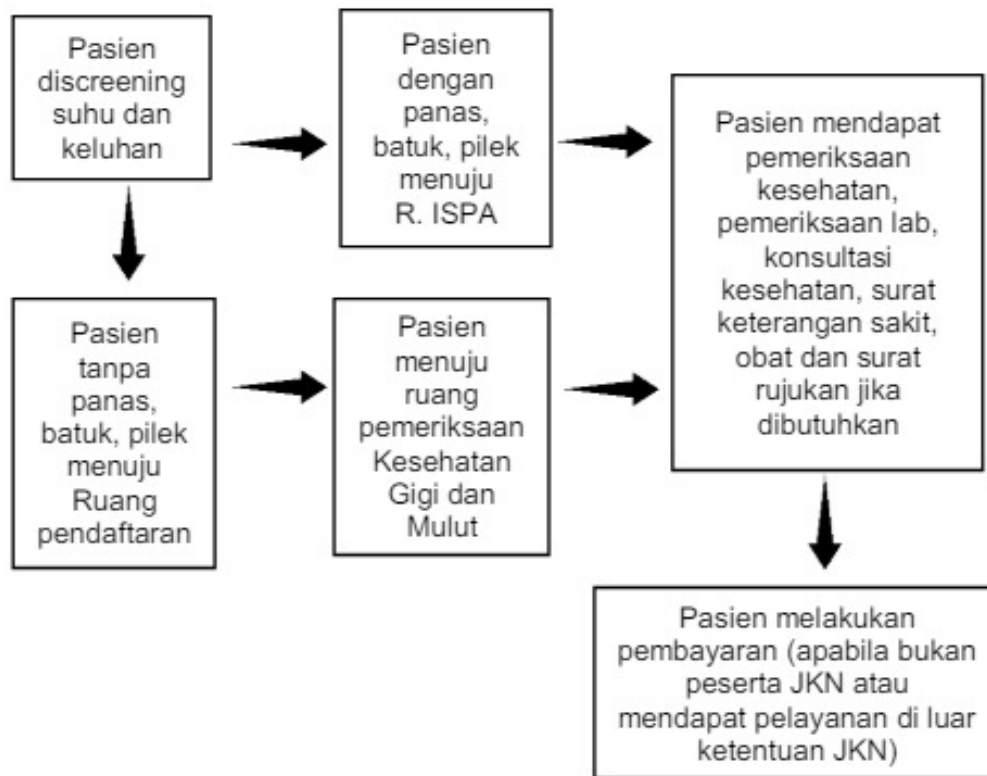 Pasien
discreening
suhu dan
keluhan
Pasien
dengan
panas,
batuk, pilek
menuju
R. ISPA
Pasien mendapat
pemeriksaan
kesehatan,
pemeriksaan lab,
konsultasi
kesehatan, surat
keterangan sakit,
obat dan surat
rujukan jika
dibutuhkan
Pasien
tanpa
panas,
batuk, pilek
menuju
Ruang
pendaftaran
Pasien
menuju
ruang
pemeriksaan
Kesehatan
Gigi dan
Mulut
Pasien melakukan
pembayaran (apabila bukan
peserta JKN atau
mendapat pelayanan di luar
ketentuan JKN)